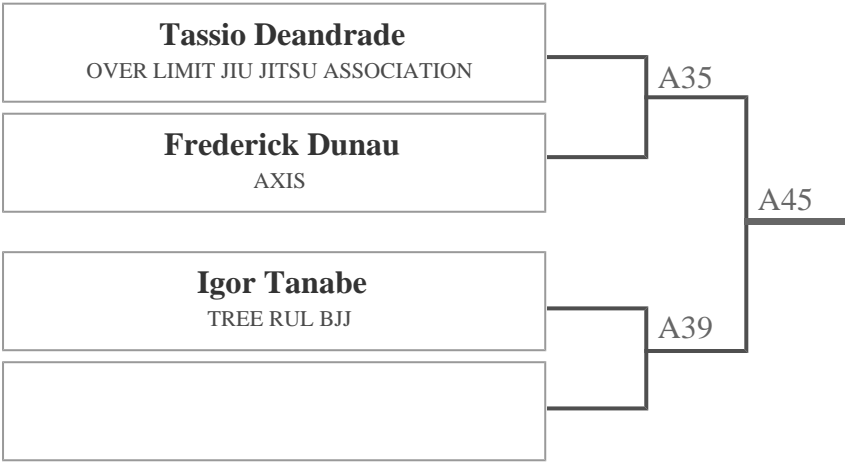 Tassio Deandrade
OVER LIMIT JIU JITSU ASSOCIATION
A35
Frederick Dunau
AXIS
A45
Igor Tanabe
TREE RUL BJJ
A39